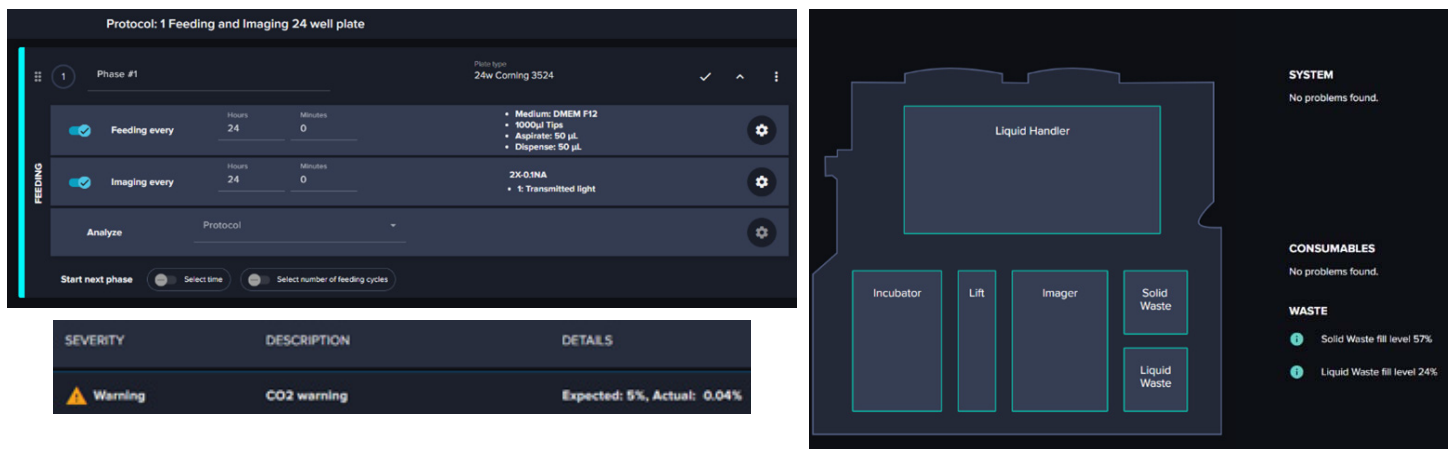 Protocol: 1 Feeding and Imaging 24 well plate
1
Phase #1
Plate type
24w Corning 3524
FEEDING
Feeding every
Hours
24
Minutes
0
• Medium: DMEM F12
• 1000µl Tips
• Aspirate: 50 µL
• Dispense: 50 µL
Imaging every
Hours
24
Minutes
0
2X-0.1NA
• 1: Transmitted light
Analyze
Protocol
Start next phase
Select time
Select number of feeding cycles
SEVERITY DESCRIPTION DETAILS
Warning CO2 warning Expected: 5%, Actual: 0.04%
Liquid Handler
Incubator
Lift
Imager
Solid
Waste
Liquid
Waste
SYSTEM
No problems found.
CONSUMABLES
No problems found.
WASTE
Solid Waste fill level 57%
Liquid Waste fill level 24%